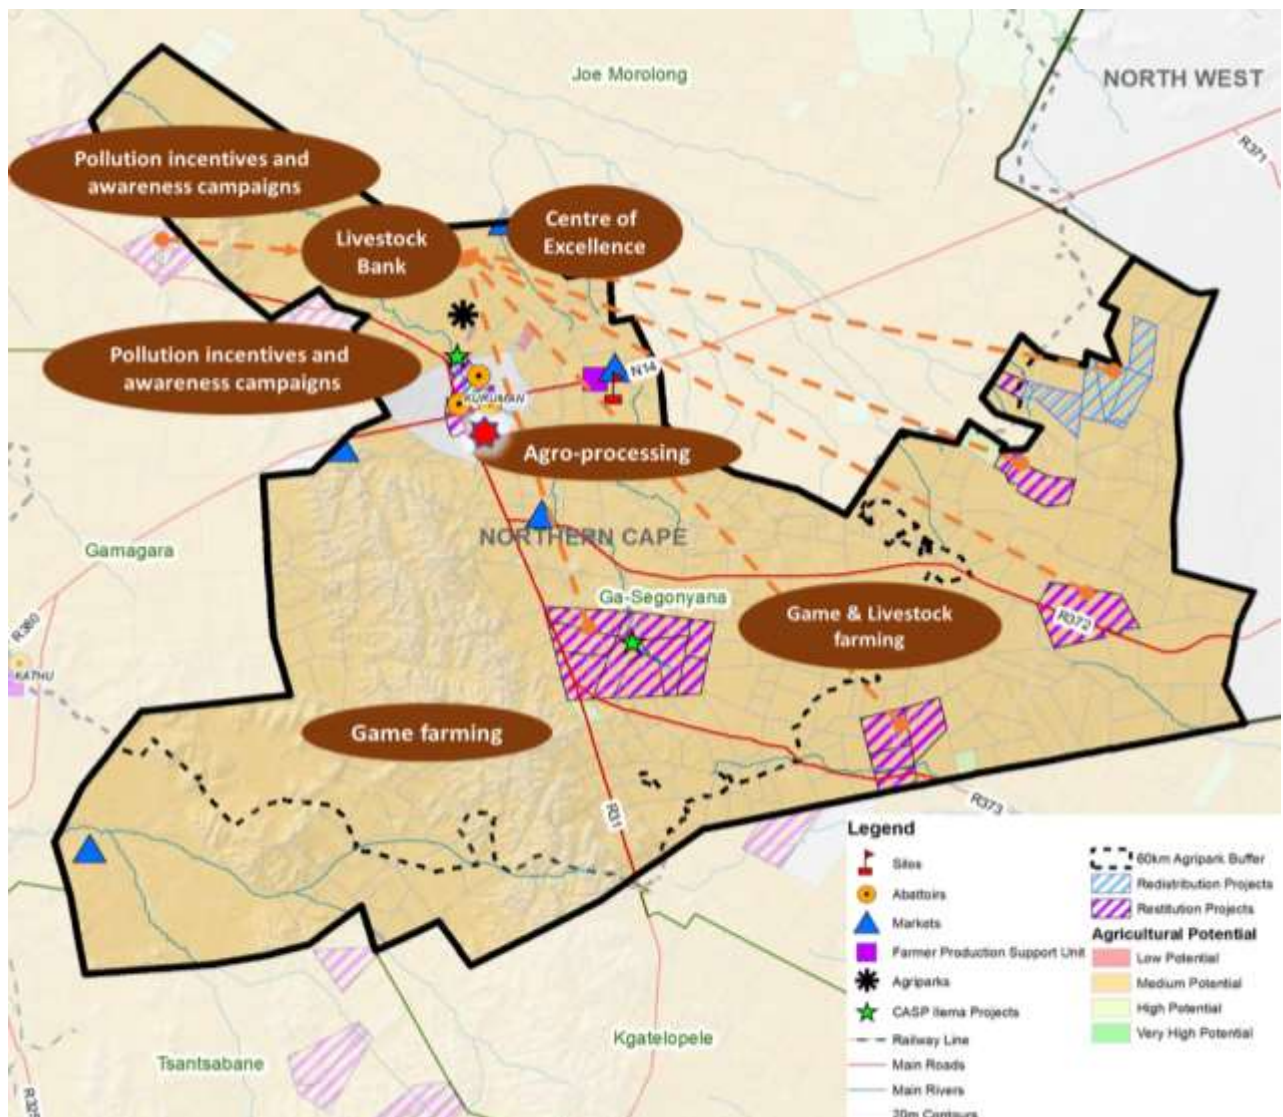 Joe Morolong
NORTH WEST
R371
Pollution incentives and
awareness campaigns
Livestock
Bank
Centre of
Excellence
Pollution incentives and
awareness campaigns
N14
KURUMAN
Agro-processing
NORTHERN CAPE
Gamagara
Ga-Segonyana
Game & Livestock
farming
R372
R380
KATHU
Game farming
R31
R373
Kgatelopele
Tsantsabane
R325
Legend
Sites
Abattoirs
Markets
Farmer Production Support Unit
Agriparks
CASP Ilema Projects
Railway Line
Main Roads
Main Rivers
20m Contours
60km Agripark Buffer
Redistribution Projects
Restitution Projects
Agricultural Potential
Low Potential
Medium Potential
High Potential
Very High Potential